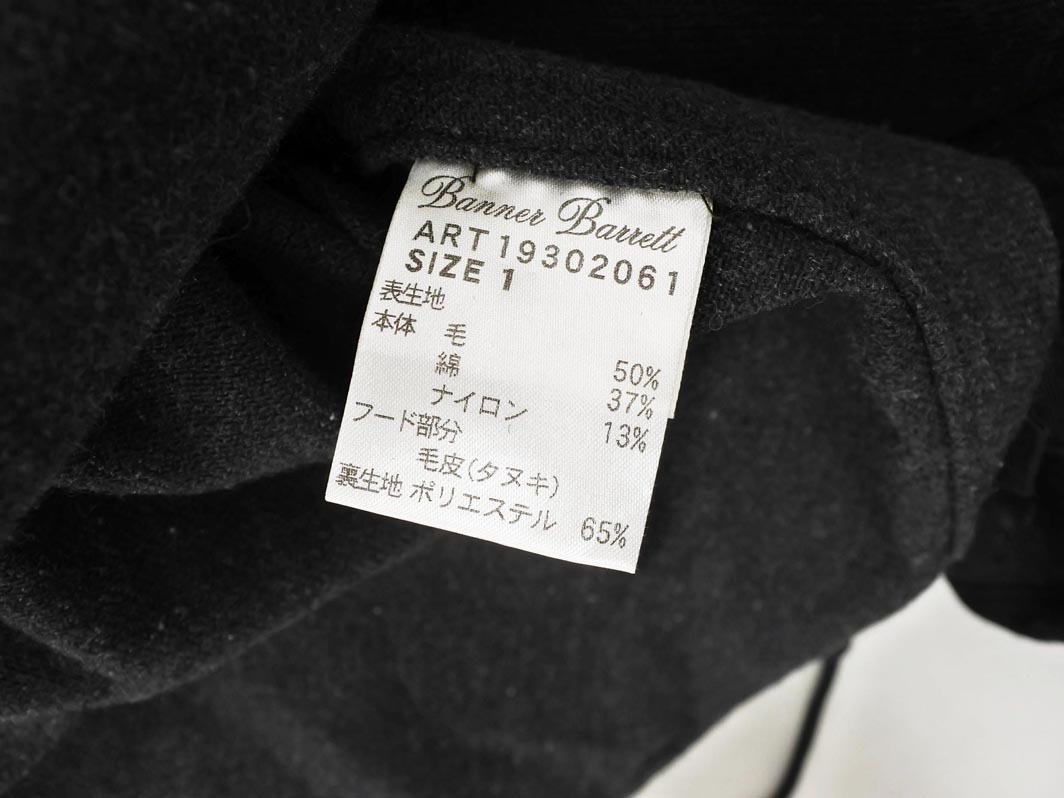 Banner Barrett
ART 19302061
SIZE 1
表生地
本体 毛 50%
綿 37%
ナイロン 13%
フード部分
毛皮(タヌキ)
裏生地 ポリエステル 65%